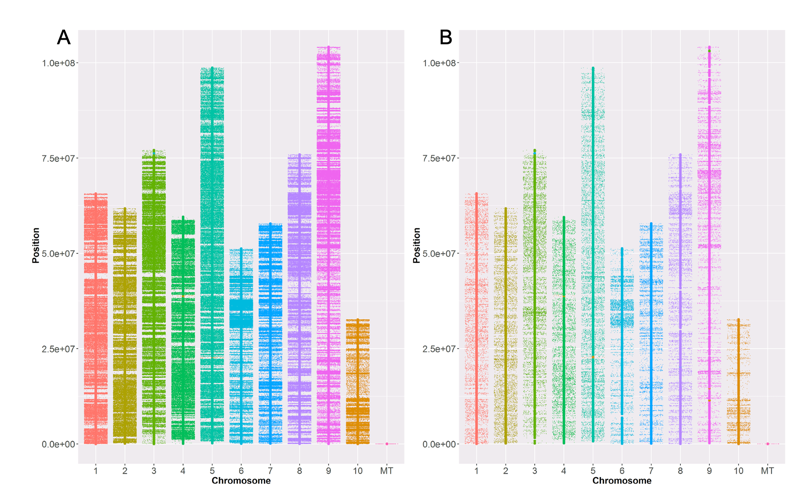 A
B
1.0e+08
7.5e+07
5.0e+07
2.5e+07
0.0e+00
Position
1 2 3 4 5 6 7 8 9 10 MT
Chromosome
1.0e+08
7.5e+07
5.0e+07
2.5e+07
0.0e+00
Position
1 2 3 4 5 6 7 8 9 10 MT
Chromosome